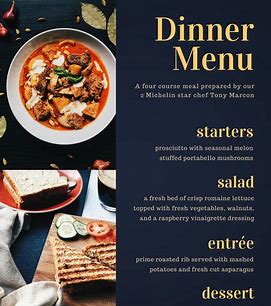 Dinner
Menu
A four course meal prepared by our
2 Michelin star chef Tony Marcon
starters
prosciutto with seasonal melon
stuffed portabello mushrooms
salad
a fresh bed of crisp romaine lettuce
topped with fresh vegetables, walnuts,
and a raspberry vinaigrette dressing
entrée
prime roasted rib served with mashed
potatoes and fresh cut asparagus
dessert